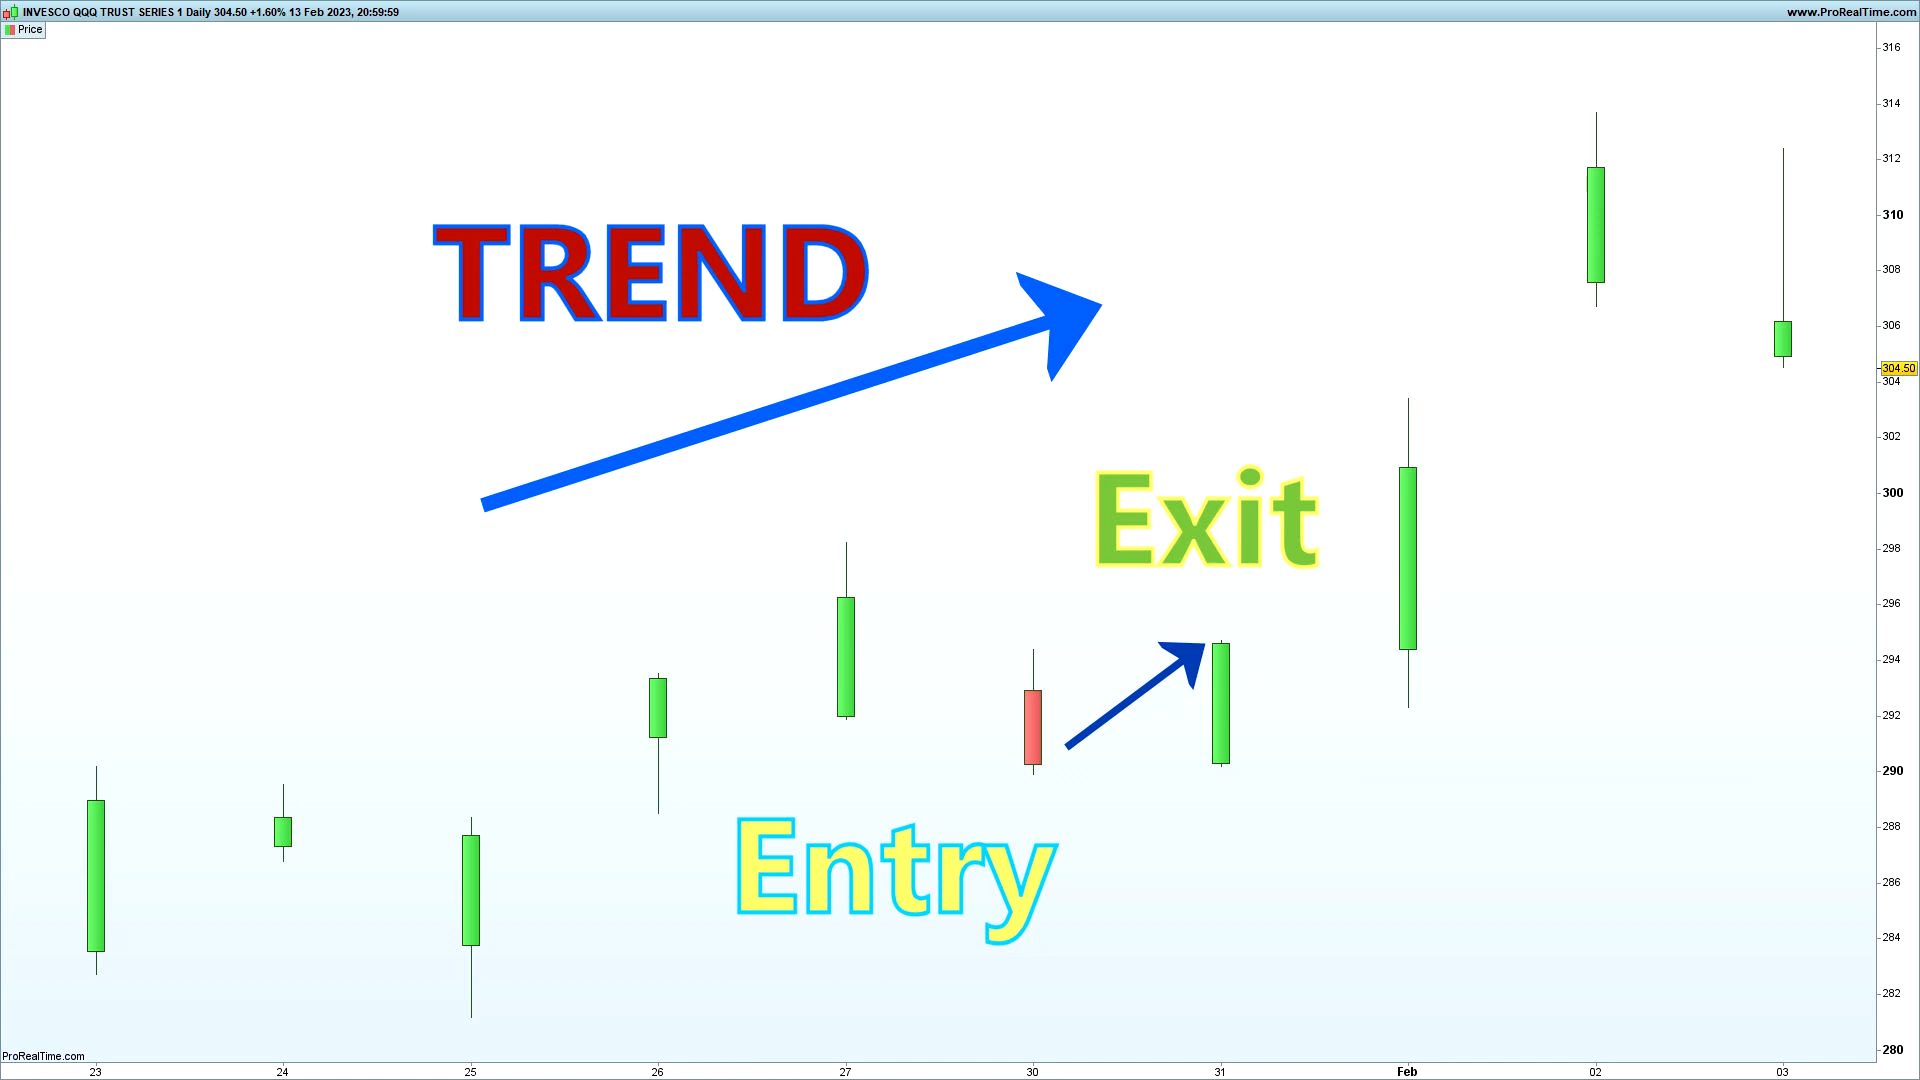 INVESCO QQQ TRUST SERIES 1 Daily 304.50 +1.60% 13 Feb 2023, 20:59:59
www.ProRealTime.com
Price
316
314
312
310
308
306
304.50
304
302
300
298
296
294
292
290
288
286
284
282
280
TREND
Exit
Entry
ProRealTime.com
23 24 25 26 27 30 31 Feb 02 03